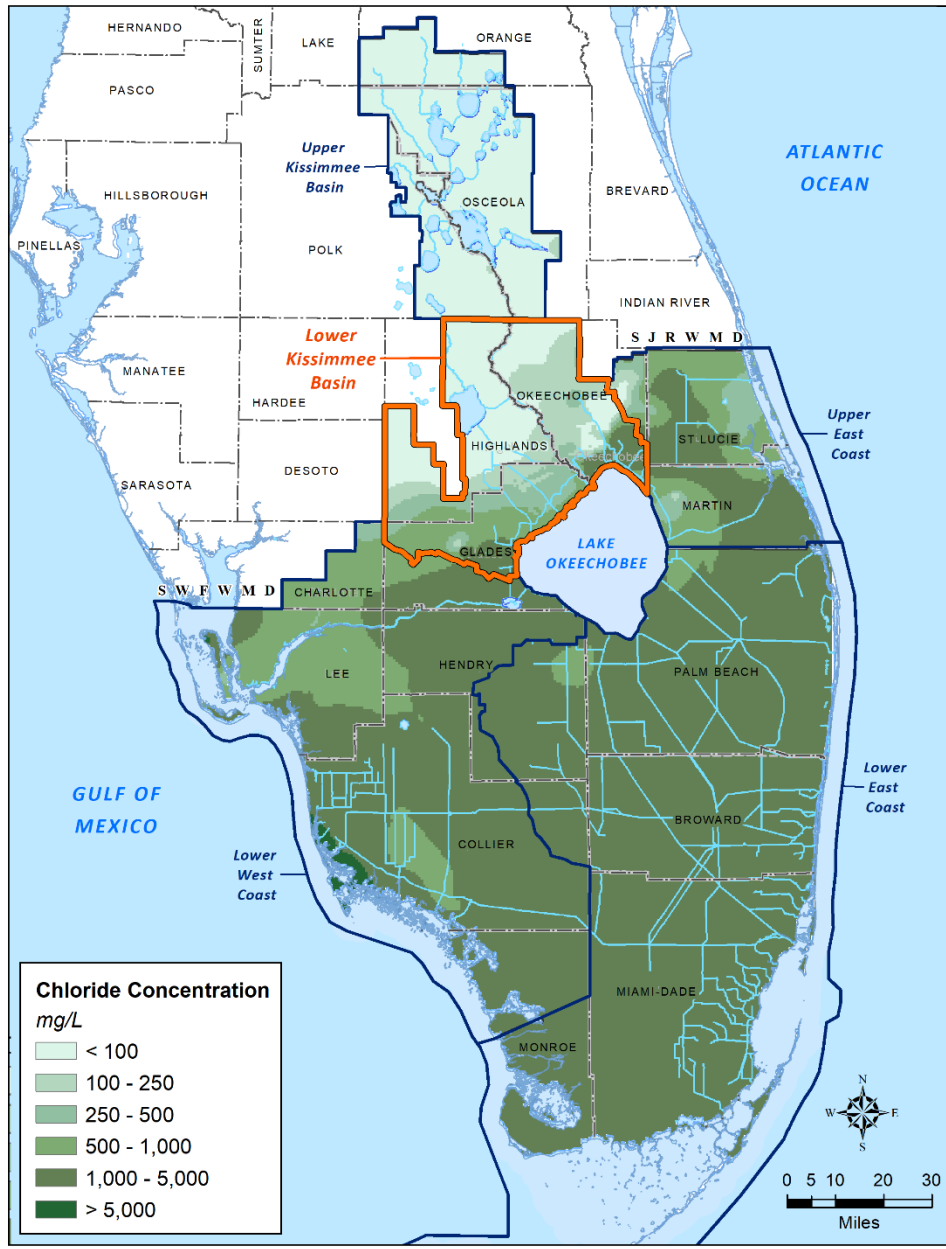 HERNANDO
SUMTER
LAKE
ORANGE
PASCO
Upper
Kissimmee
Basin
ATLANTIC
OCEAN
HILLSBOROUGH
OSCEOLA
BREVARD
PINELLAS
POLK
INDIAN RIVER
S J R W M D
Lower
Kissimmee
Basin
MANATEE
HARDEE
OKEECHOBEE
HIGHLANDS
ST LUCIE
Upper
East
Coast
Okeechobee
DESOTO
SARASOTA
MARTIN
GLADES
LAKE
OKEECHOBEE
S W F W M D
CHARLOTTE
LEE
HENDRY
PALM BEACH
GULF OF
MEXICO
Lower
East
Coast
BROWARD
COLLIER
Lower
West
Coast
MIAMI-DADE
MONROE
Chloride Concentration
mg/L
< 100
100 - 250
250 - 500
500 - 1,000
1,000 - 5,000
> 5,000
N
W
E
S
0 5 10 20 30
Miles